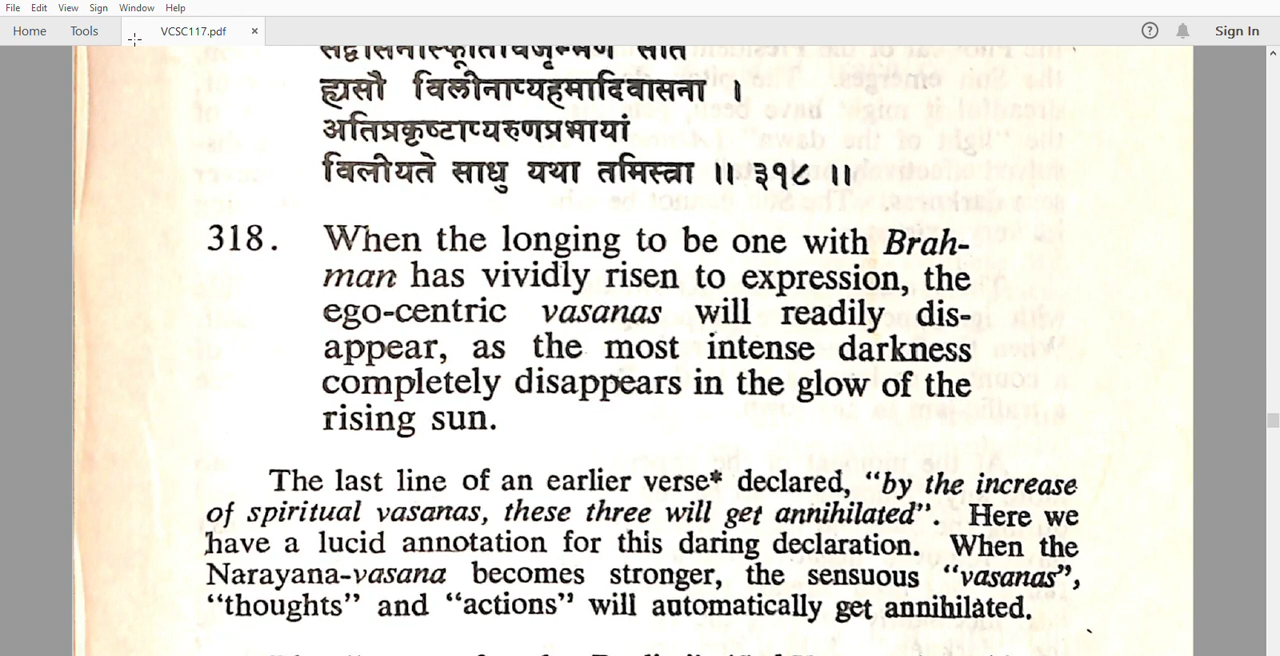 File Edit View Sign Window Help
Home Tools VCSC117.pdf × Sign In
ह्यसौ विलीनाप्यहमादिवासना ।
अतिप्रकृष्टाप्यरुणप्रभायां
विलीयते साधु यथा तमिस्त्रा ॥ ३१८ ॥
318. When the longing to be one with Brah-
man has vividly risen to expression, the
ego-centric vasanas will readily dis-
appear, as the most intense darkness
completely disappears in the glow of the
rising sun.
The last line of an earlier verse* declared, “by the increase
of spiritual vasanas, these three will get annihilated”. Here we
have a lucid annotation for this daring declaration. When the
Narayana-vasana becomes stronger, the sensuous “vasanas”,
“thoughts” and “actions” will automatically get annihilated.